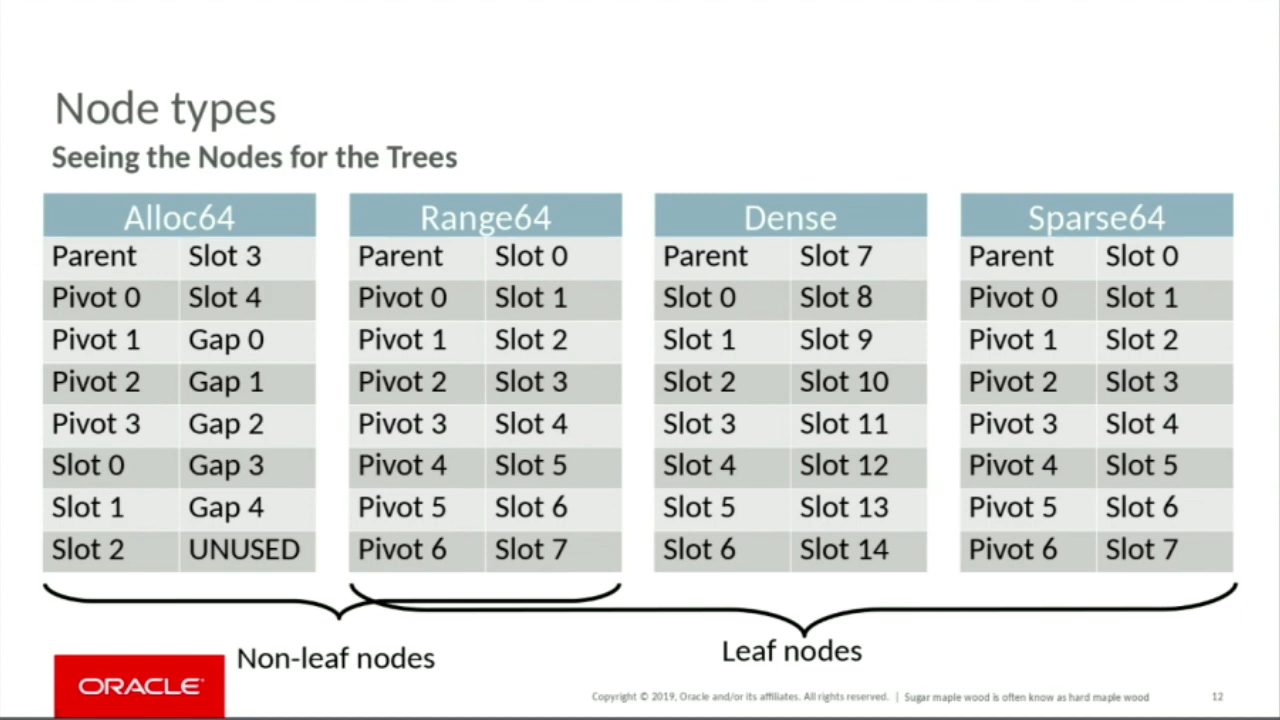 Node types
Seeing the Nodes for the Trees
Alloc64 Range64 Dense Sparse64
Parent Slot 3 Parent Slot 0 Parent Slot 7 Parent Slot 0
Pivot 0 Slot 4 Pivot 0 Slot 1 Slot 0 Slot 8 Pivot 0 Slot 1
Pivot 1 Gap 0 Pivot 1 Slot 2 Slot 1 Slot 9 Pivot 1 Slot 2
Pivot 2 Gap 1 Pivot 2 Slot 3 Slot 2 Slot 10 Pivot 2 Slot 3
Pivot 3 Gap 2 Pivot 3 Slot 4 Slot 3 Slot 11 Pivot 3 Slot 4
Slot 0 Gap 3 Pivot 4 Slot 5 Slot 4 Slot 12 Pivot 4 Slot 5
Slot 1 Gap 4 Pivot 5 Slot 6 Slot 5 Slot 13 Pivot 5 Slot 6
Slot 2 UNUSED Pivot 6 Slot 7 Slot 6 Slot 14 Pivot 6 Slot 7
Non-leaf nodes Leaf nodes
ORACLE
Copyright © 2019, Oracle and/or its affiliates. All rights reserved. | Sugar maple wood is often know as hard maple wood 12